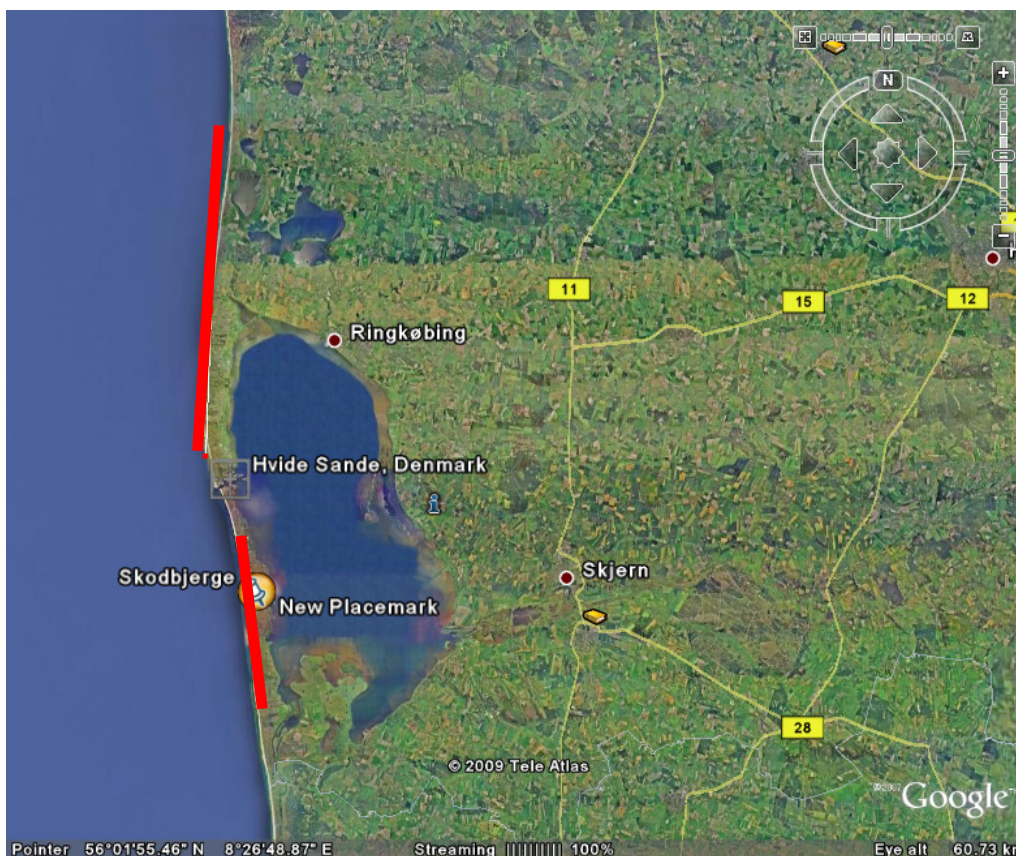 N
11
15
12
Ringkøbing
Hvide Sande, Denmark
Skodbjerge
New Placemark
Skjern
28
© 2009 Tele Atlas
Google
Pointer 56°01'55.46" N 8°26'48.87" E Streaming |||||||||| 100% Eye alt 60.73 km